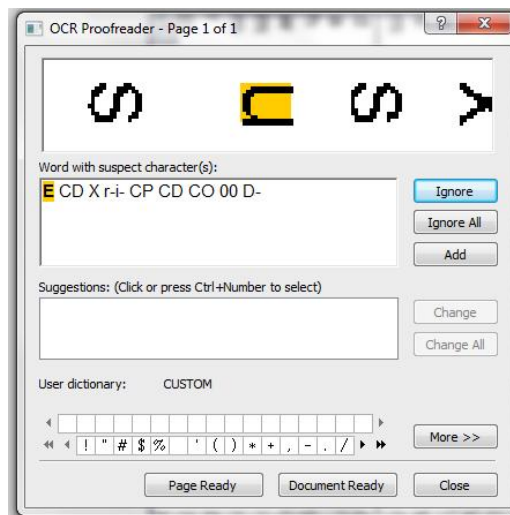 OCR Proofreader - Page 1 of 1
Word with suspect character(s):
E CD X r-i- CP CD CO 00 D-
Ignore
Ignore All
Add
Suggestions: (Click or press Ctrl+Number to select)
Change
Change All
User dictionary: CUSTOM
! " # $ % ' ( ) * + , - . /
More >>
Page Ready
Document Ready
Close